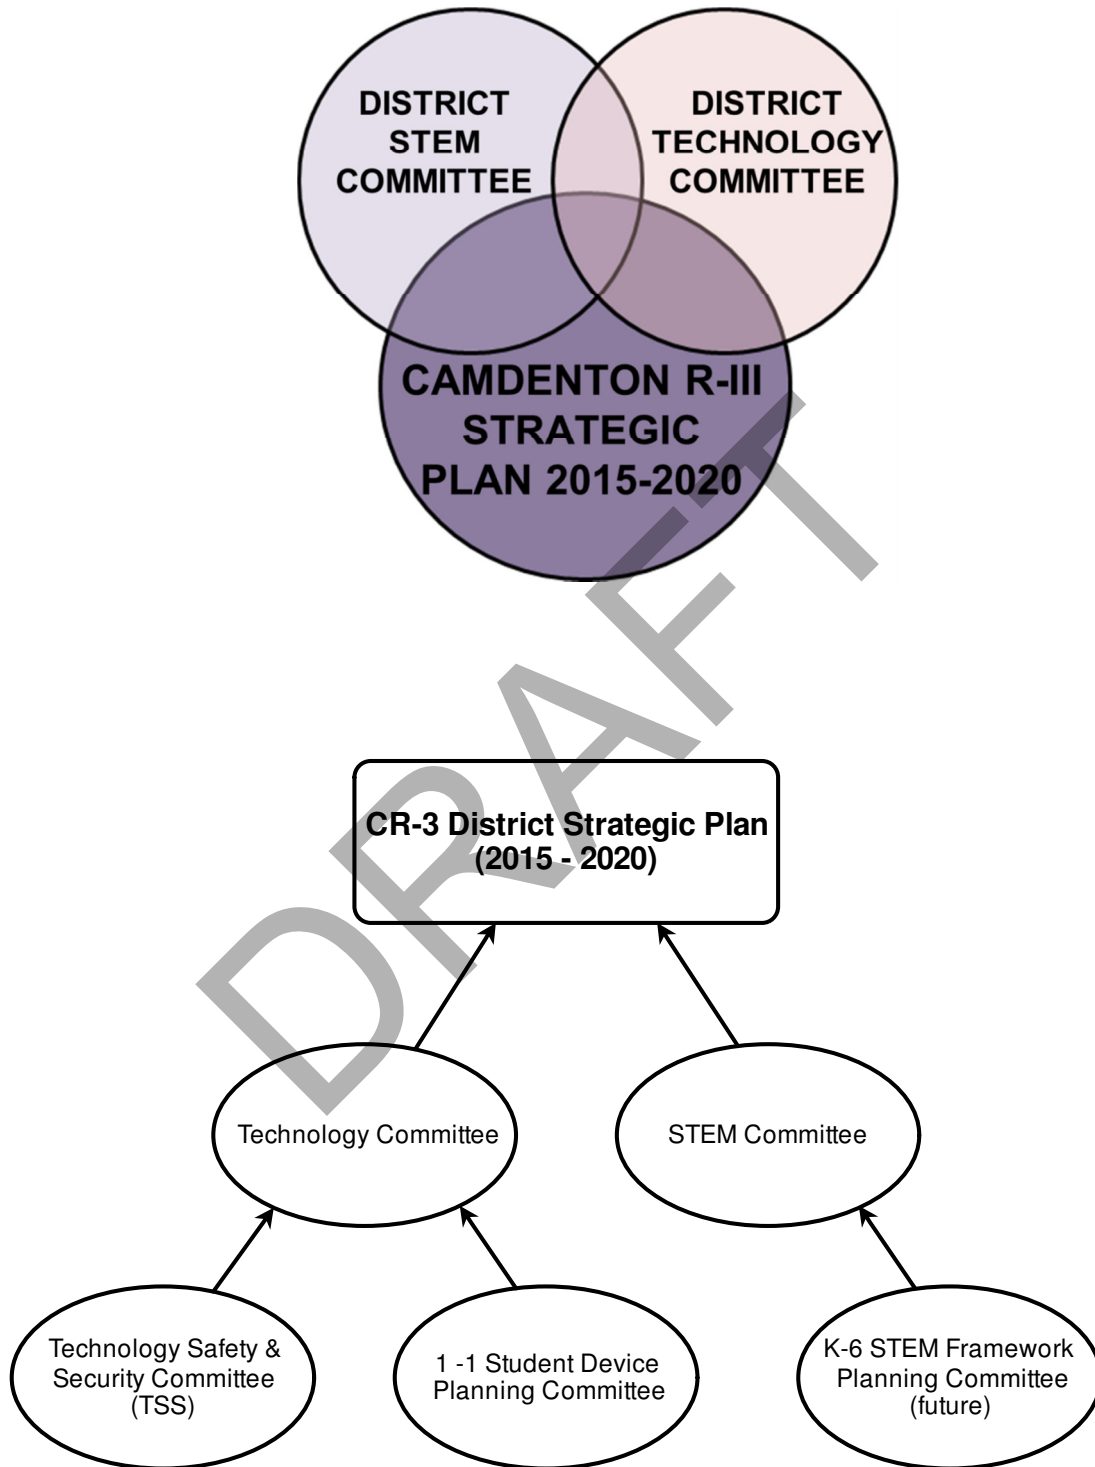 DISTRICT
STEM
COMMITTEE
DISTRICT
TECHNOLOGY
COMMITTEE
CAMDENTON R-III
STRATEGIC
PLAN 2015-2020
DRAFT
CR-3 District Strategic Plan
(2015 - 2020)
Technology Committee
STEM Committee
Technology Safety &
Security Committee
(TSS)
1 -1 Student Device
Planning Committee
K-6 STEM Framework
Planning Committee
(future)